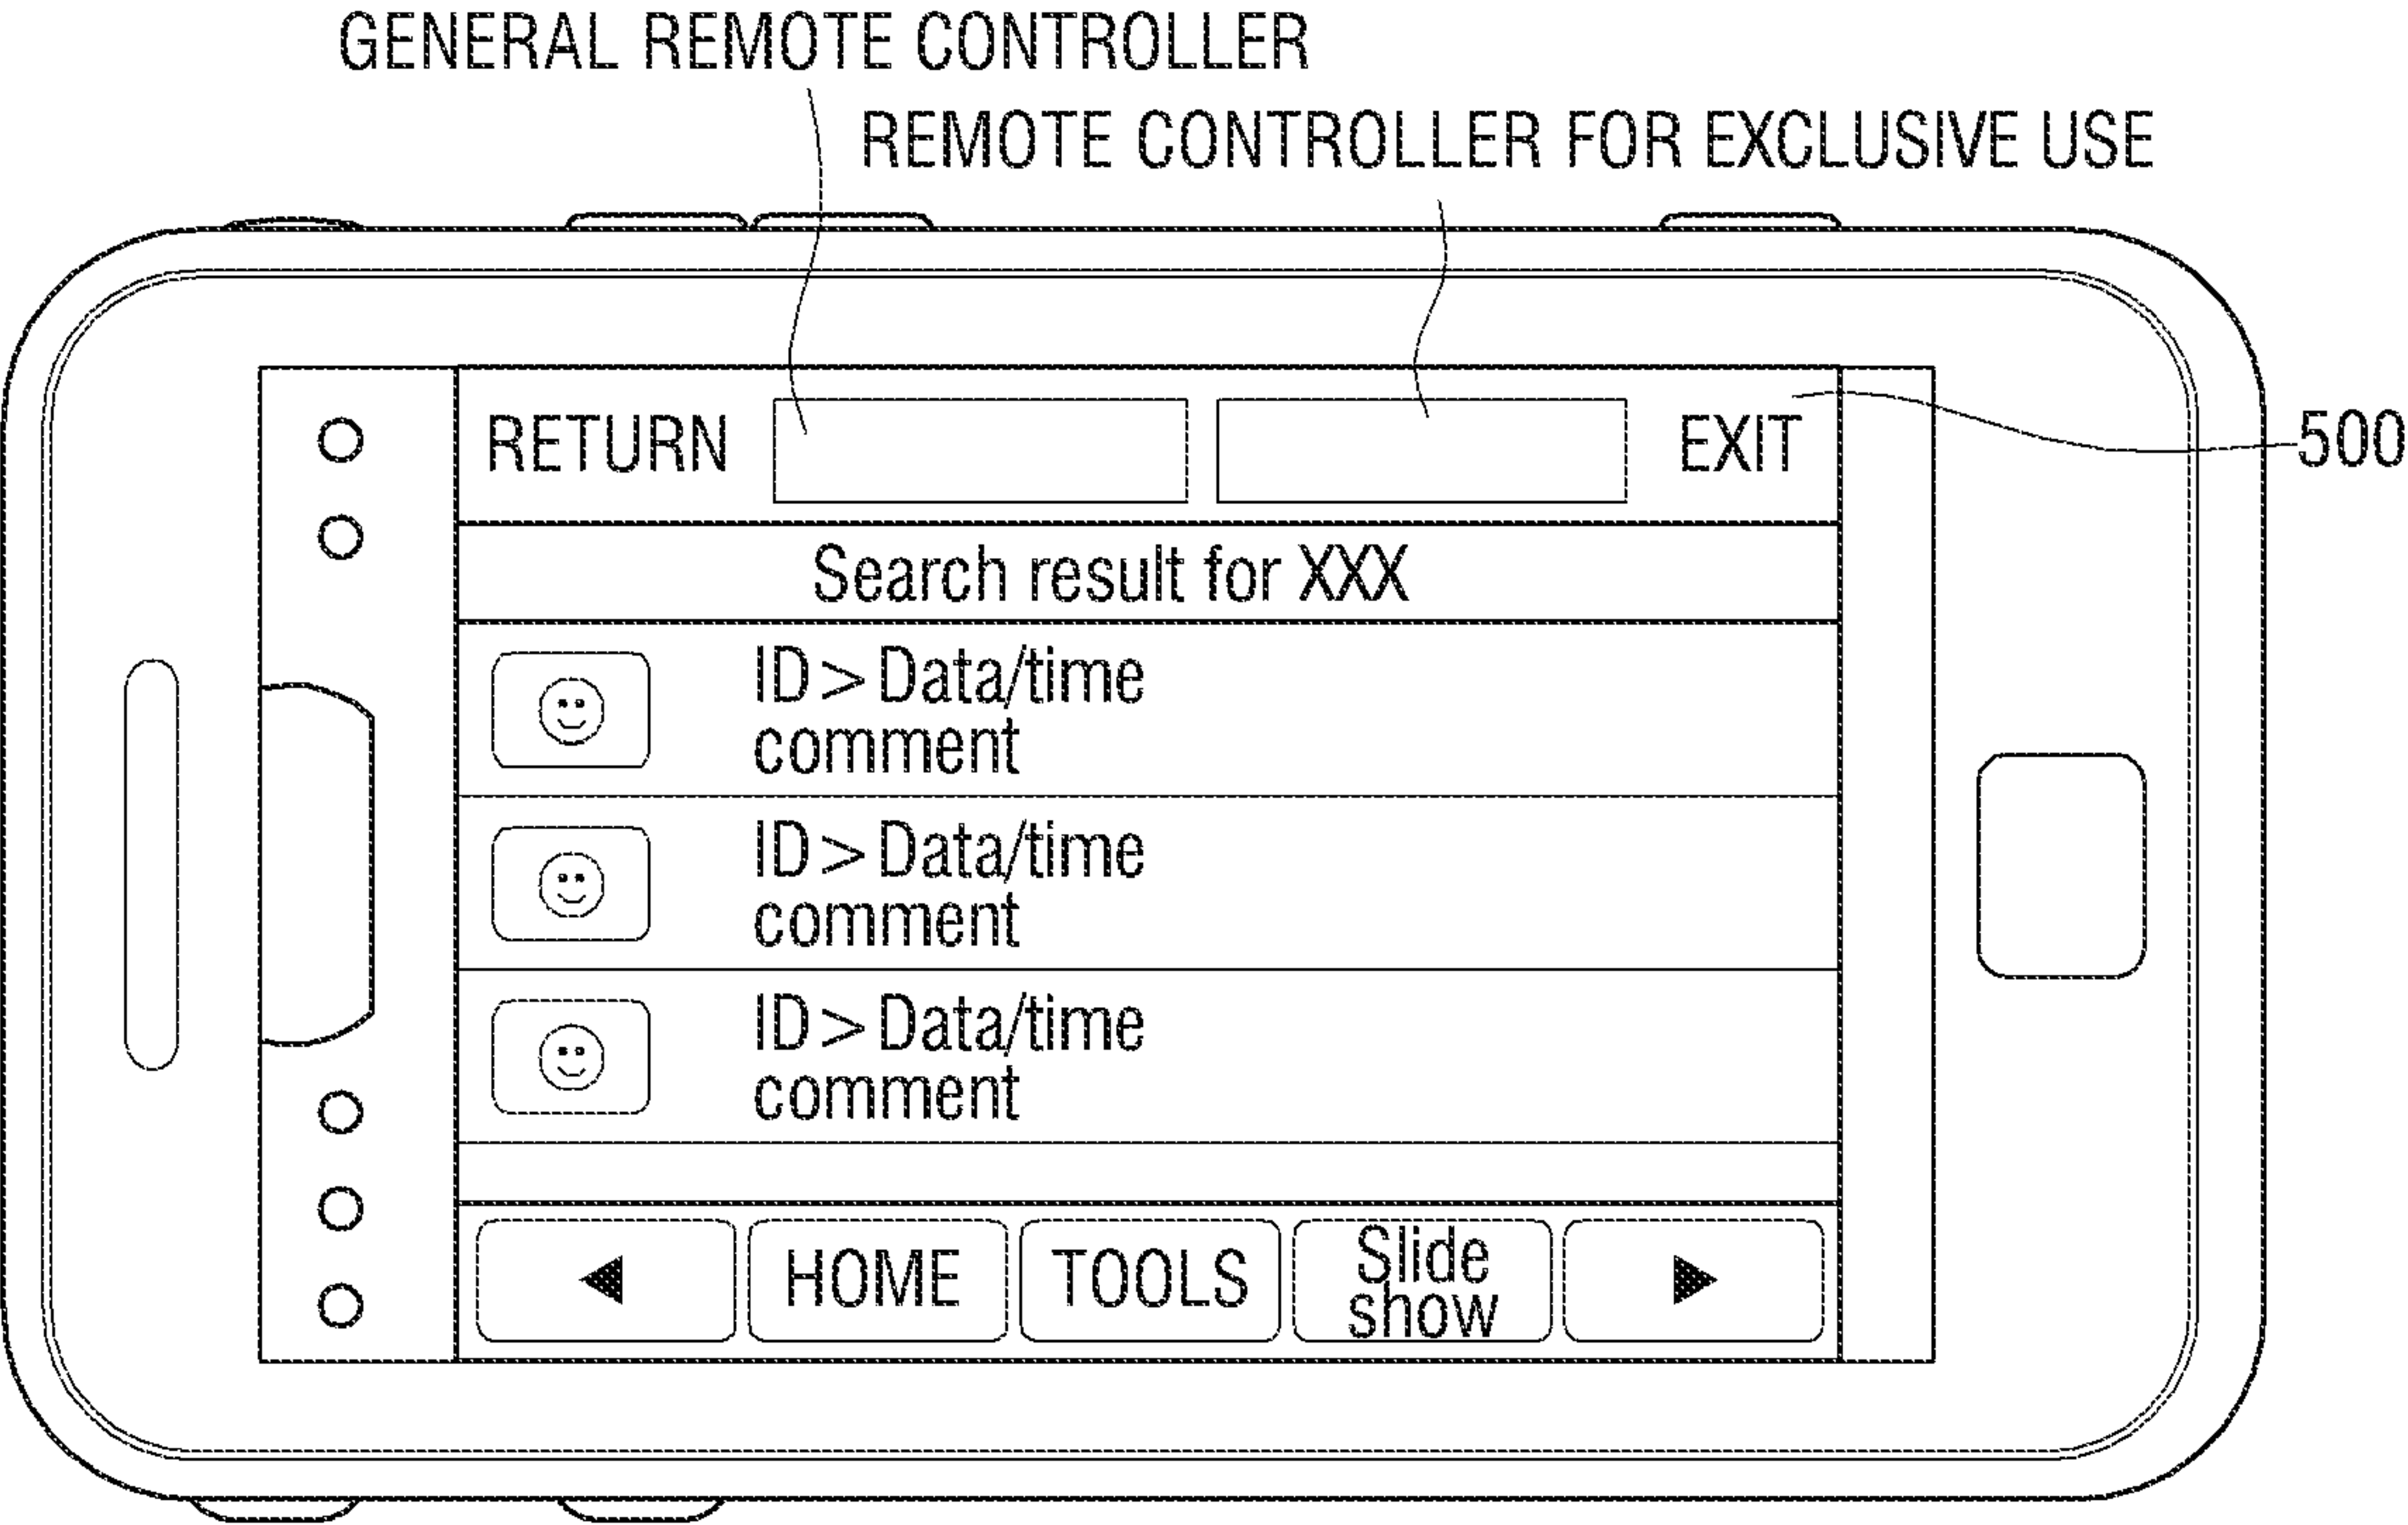 GENERAL REMOTE CONTROLLER
REMOTE CONTROLLER FOR EXCLUSIVE USE
RETURN
EXIT
500
Search result for XXX
ID > Data/time
comment
ID > Data/time
comment
ID > Data/time
comment
HOME
TOOLS
Slide
show